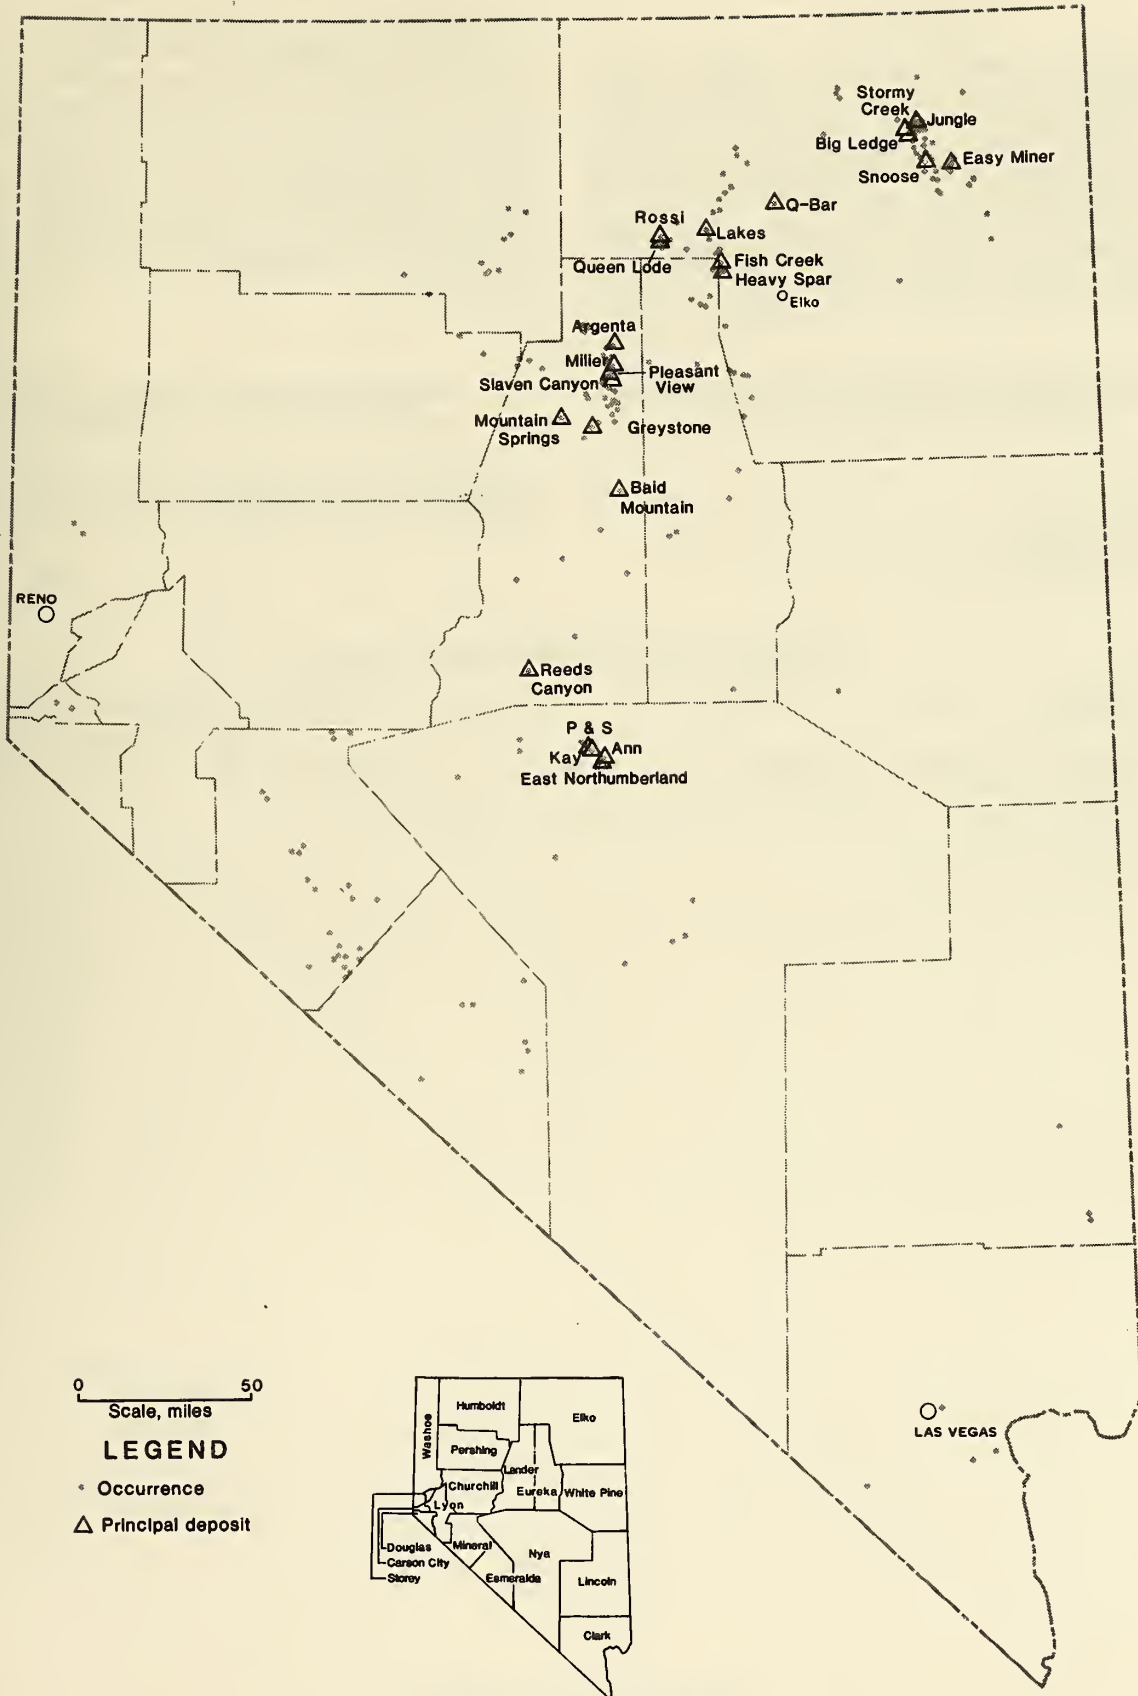 Stormy
Creek
Jungle
Big Ledge
Easy Miner
Snoose
Q-Bar
Rossi
Lakes
Queen Lode
Fish Creek
Heavy Spar
Elko
Argenta
Miller
Pleasant
View
Slaven Canyon
Mountain
Springs
Greystone
Bald
Mountain
RENO
Reeds
Canyon
P & S
Ann
Kay
East Northumberland
LAS VEGAS
0 50
Scale, miles
LEGEND
Occurrence
Principal deposit
Washoe
Humboldt
Elko
Pershing
Lander
Churchill
Eureka
White Pine
Lyon
Mineral
Nya
Douglas
Carson City
Storey
Esmeralda
Lincoln
Clark